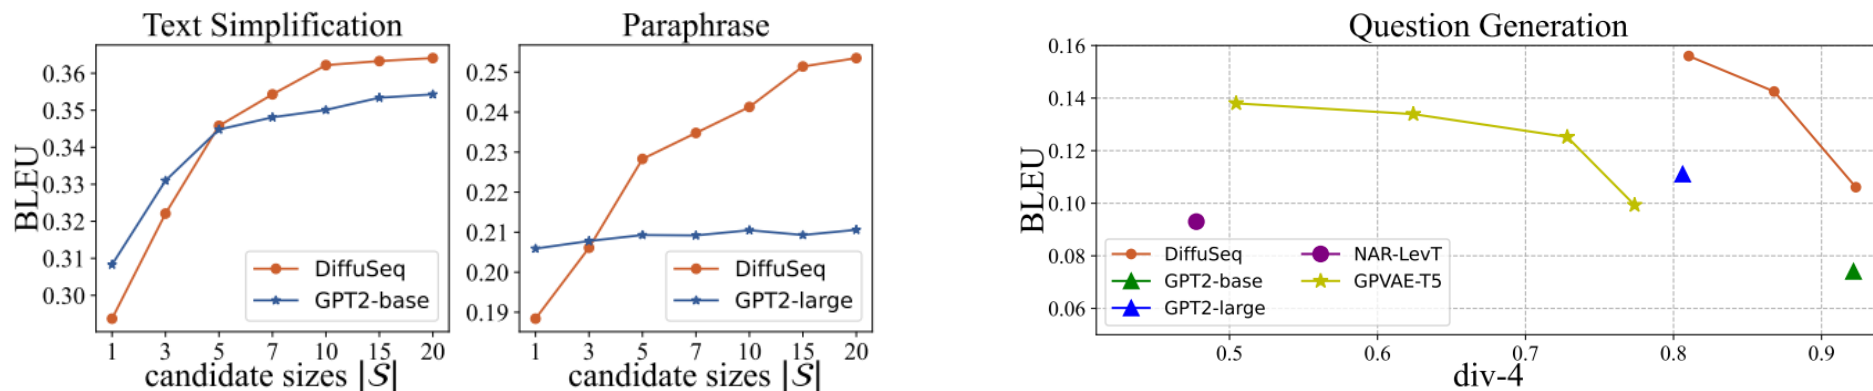 Text Simplification
BLEU
0.36
0.35
0.34
0.33
0.32
0.31
0.30
DiffuSeq
GPT2-base
1 3 5 7 10 15 20
candidate sizes |S|
Paraphrase
0.25
0.24
0.23
0.22
0.21
0.20
0.19
DiffuSeq
GPT2-large
1 3 5 7 10 15 20
candidate sizes |S|
Question Generation
BLEU
0.16
0.14
0.12
0.10
0.08
0.06
DiffuSeq
GPT2-base
GPT2-large
NAR-LevT
GPVAE-T5
0.5 0.6 0.7 0.8 0.9
div-4